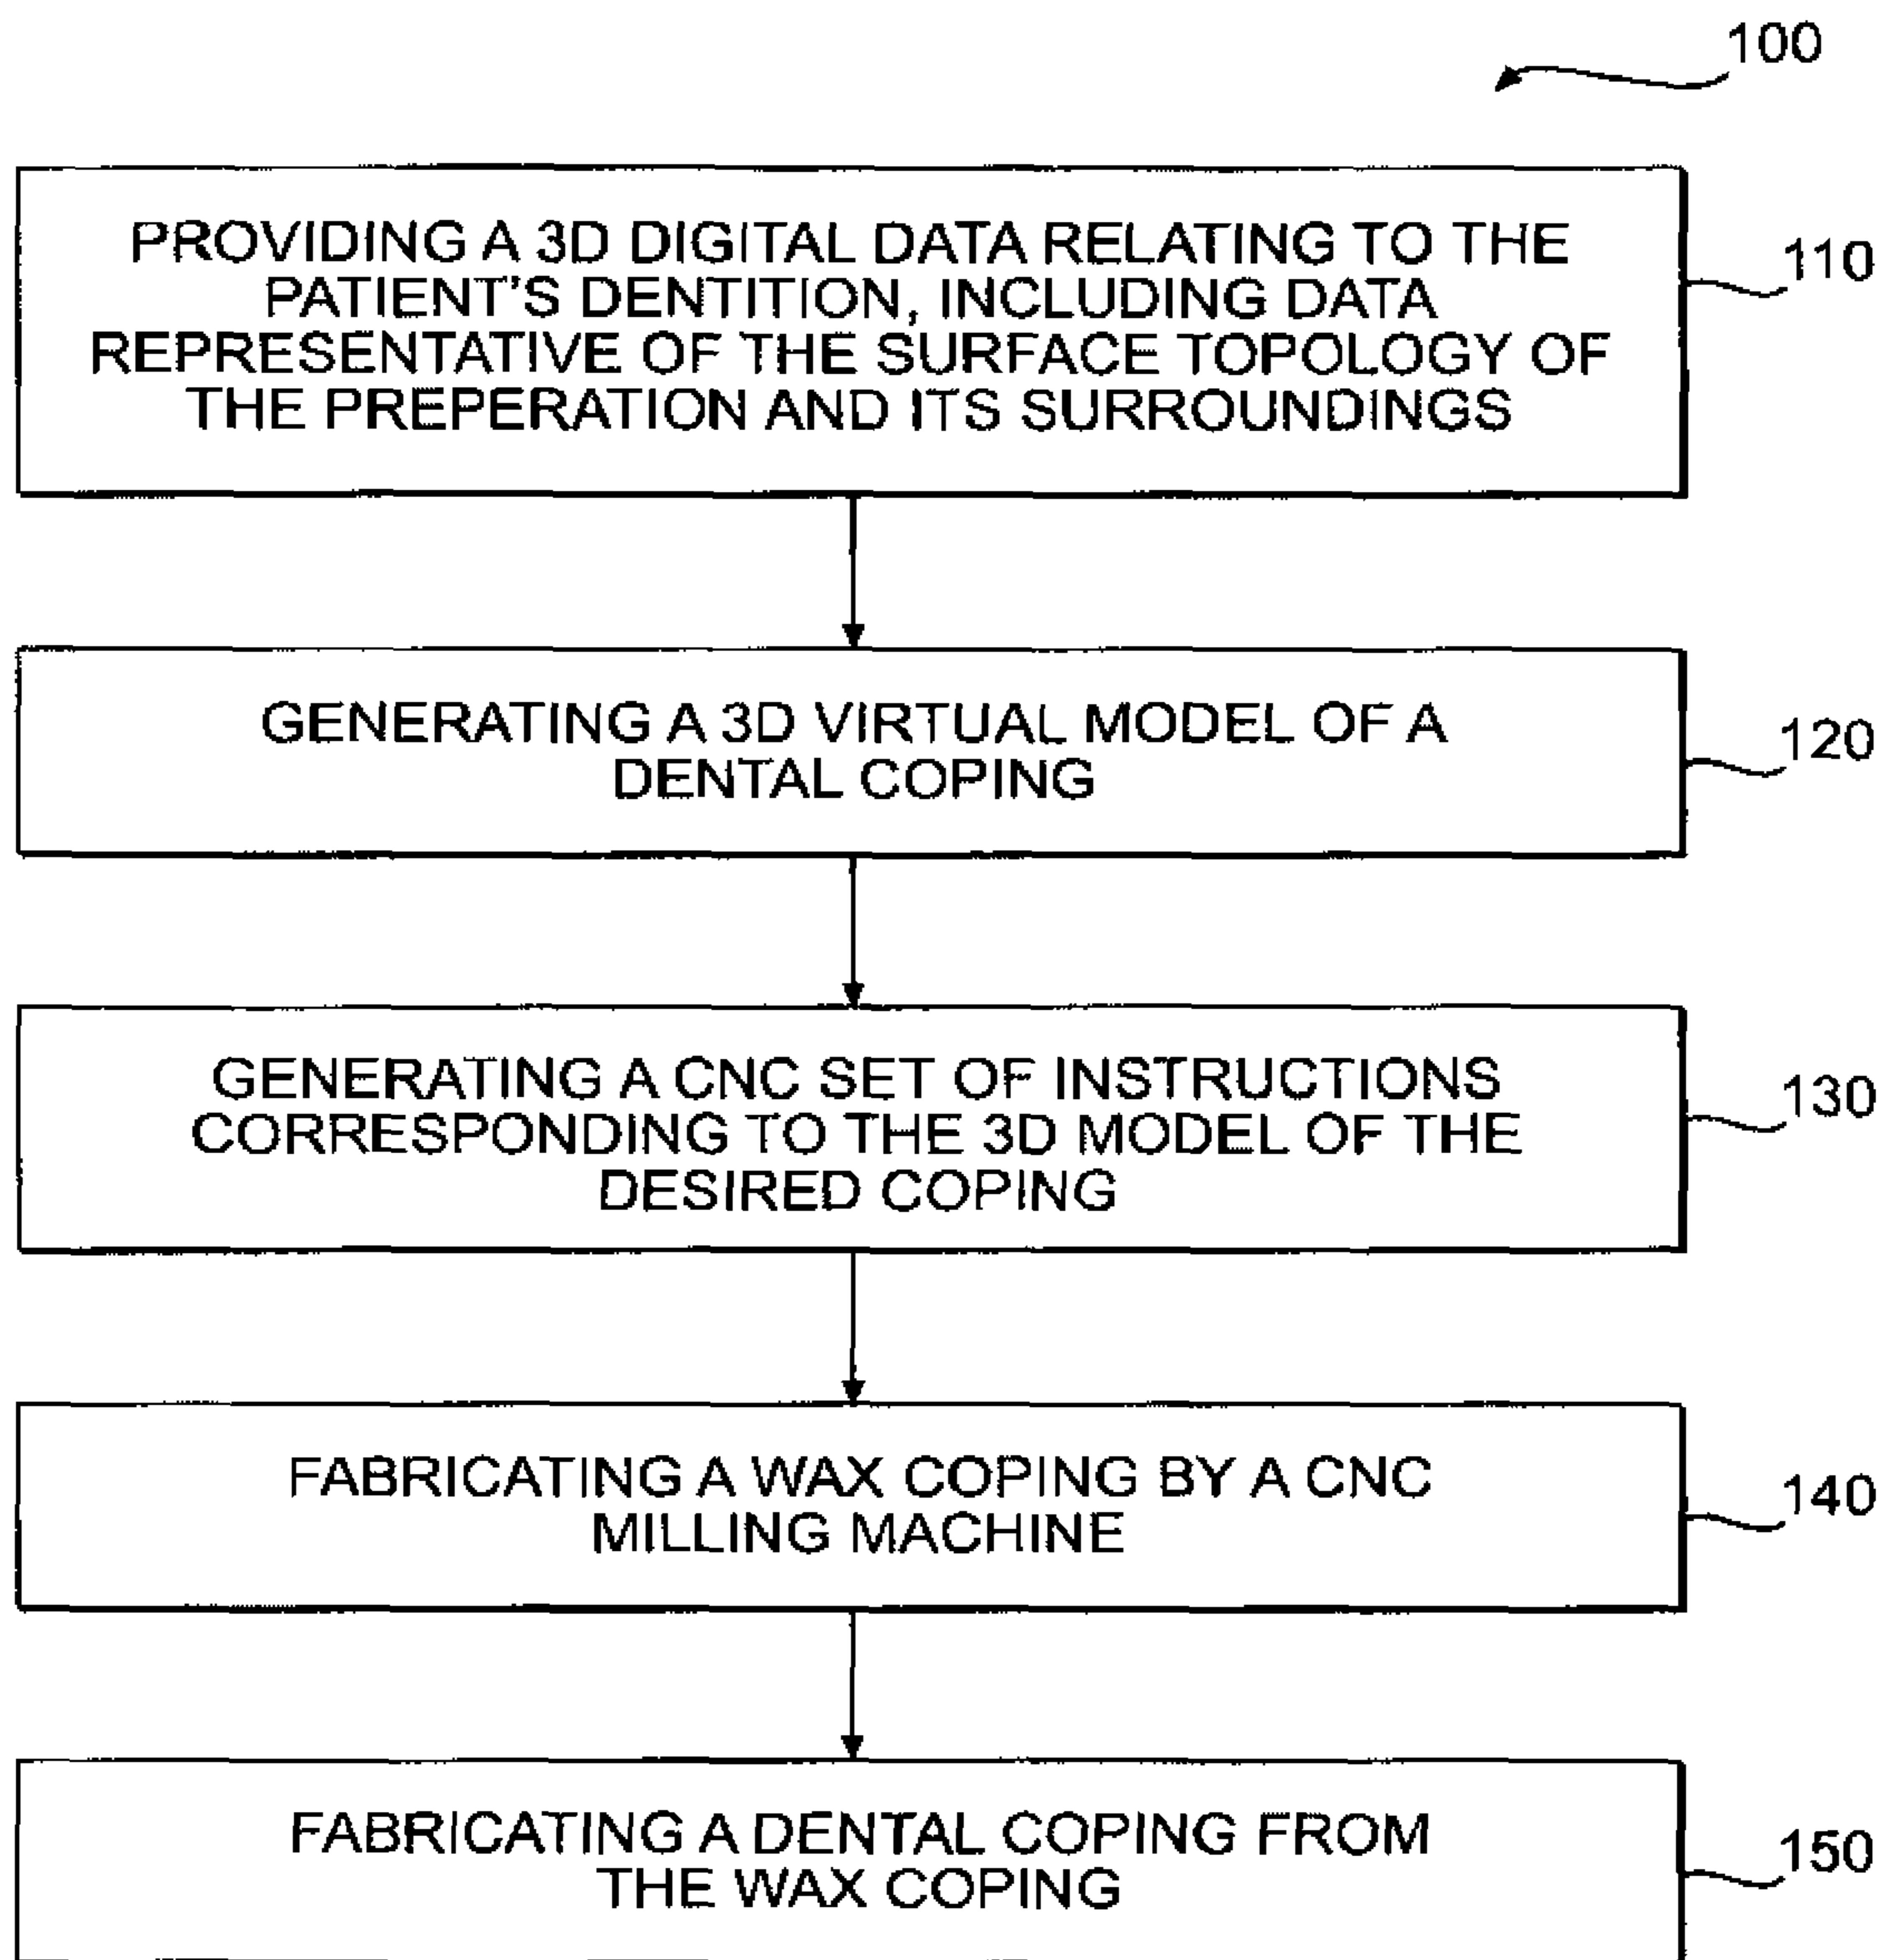 100
PROVIDING A 3D DIGITAL DATA RELATING TO THE
PATIENT'S DENTITION, INCLUDING DATA
REPRESENTATIVE OF THE SURFACE TOPOLOGY OF
THE PREPERATION AND ITS SURROUNDINGS
110
GENERATING A 3D VIRTUAL MODEL OF A
DENTAL COPING
120
GENERATING A CNC SET OF INSTRUCTIONS
CORRESPONDING TO THE 3D MODEL OF THE
DESIRED COPING
130
FABRICATING A WAX COPING BY A CNC
MILLING MACHINE
140
FABRICATING A DENTAL COPING FROM
THE WAX COPING
150